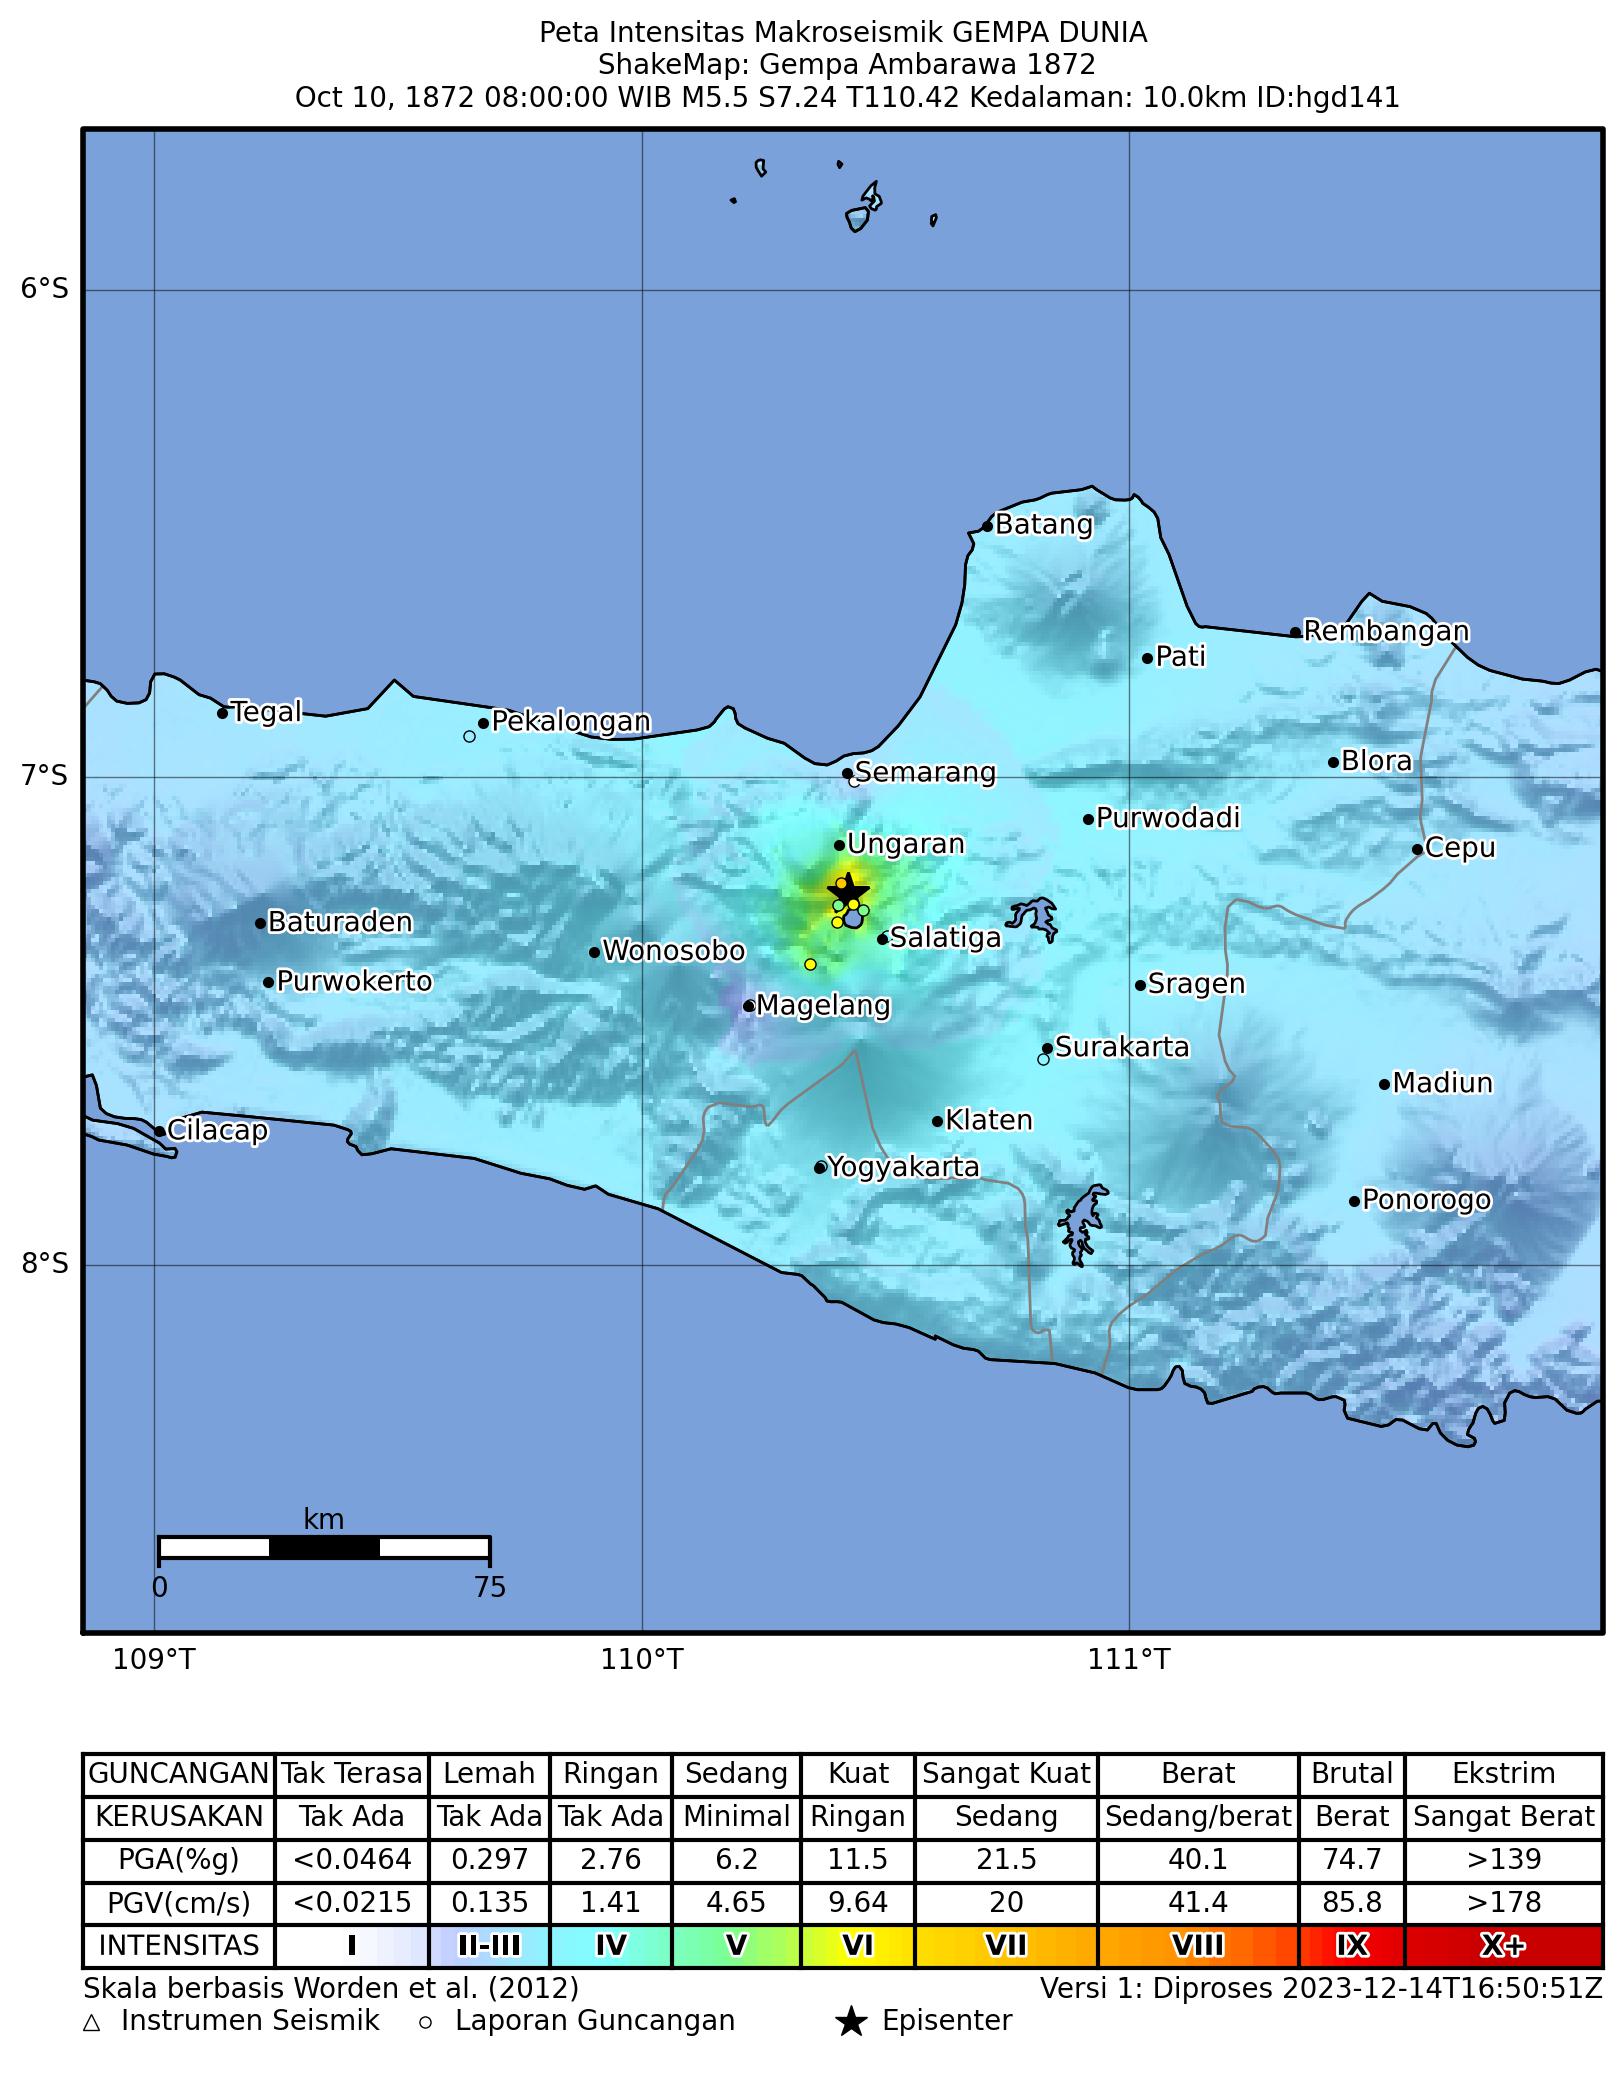 Peta Intensitas Makroseismik GEMPA DUNIA
ShakeMap: Gempa Ambarawa 1872
Oct 10, 1872 08:00:00 WIB M5.5 S7.24 T110.42 Kedalaman: 10.0km ID:hgd141
6°S
Batang
Rembangan
Pati
Tegal
Pekalongan
Blora
7°S
Semarang
Purwodadi
Ungaran
Cepu
Baturaden
Salatiga
Wonosobo
Purwokerto
Sragen
Magelang
Surakarta
Madiun
Klaten
Cilacap
Yogyakarta
Ponorogo
8°S
km
0 75
109°T 110°T 111°T
GUNCANGAN Tak Terasa Lemah Ringan Sedang Kuat Sangat Kuat Berat Brutal Ekstrim
KERUSAKAN Tak Ada Tak Ada Tak Ada Minimal Ringan Sedang Sedang/berat Berat Sangat Berat
PGA(%g) <0.0464 0.297 2.76 6.2 11.5 21.5 40.1 74.7 >139
PGV(cm/s) <0.0215 0.135 1.41 4.65 9.64 20 41.4 85.8 >178
INTENSITAS I II-III IV V VI VII VIII IX X+
Skala berbasis Worden et al. (2012) Versi 1: Diproses 2023-12-14T16:50:51Z
Instrumen Seismik Laporan Guncangan Episenter